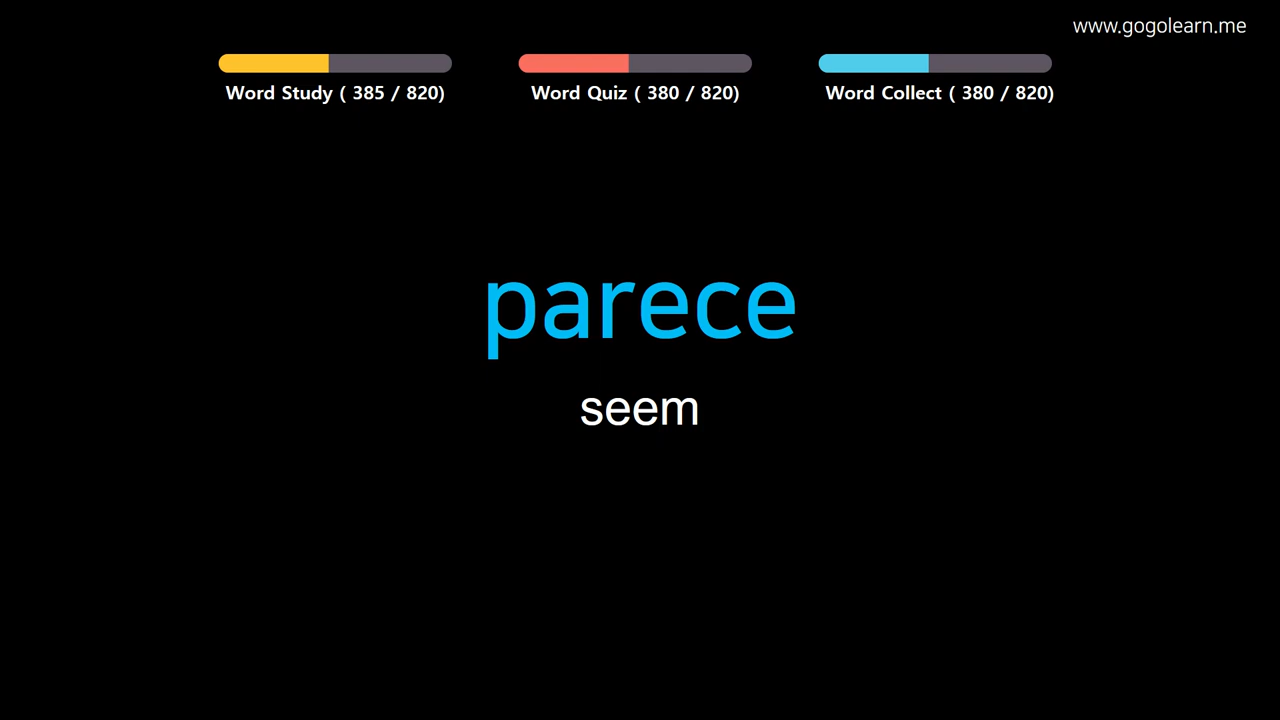 www.gogolearn.me
Word Study ( 385 / 820)
Word Quiz ( 380 / 820)
Word Collect ( 380 / 820)
parece
seem